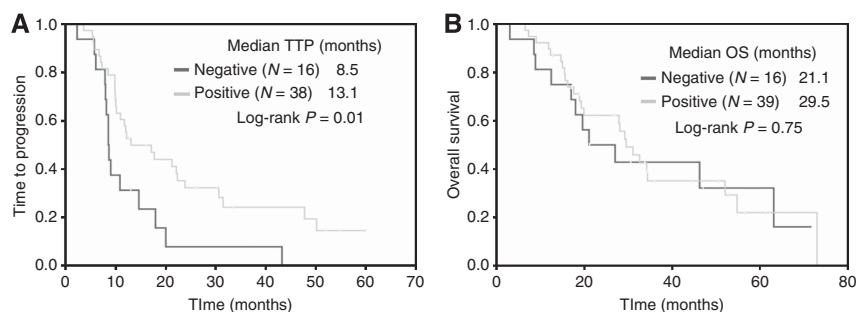 A
1.0
0.8
0.6
0.4
0.2
0.0
Time to progression
Median TTP (months)
Negative (N = 16) 8.5
Positive (N = 38) 13.1
Log-rank P = 0.01
0 10 20 30 40 50 60 70
TIme (months)
B
1.0
0.8
0.6
0.4
0.2
0.0
Overall survival
Median OS (months)
Negative (N = 16) 21.1
Positive (N = 39) 29.5
Log-rank P = 0.75
0 20 40 60 80
TIme (months)